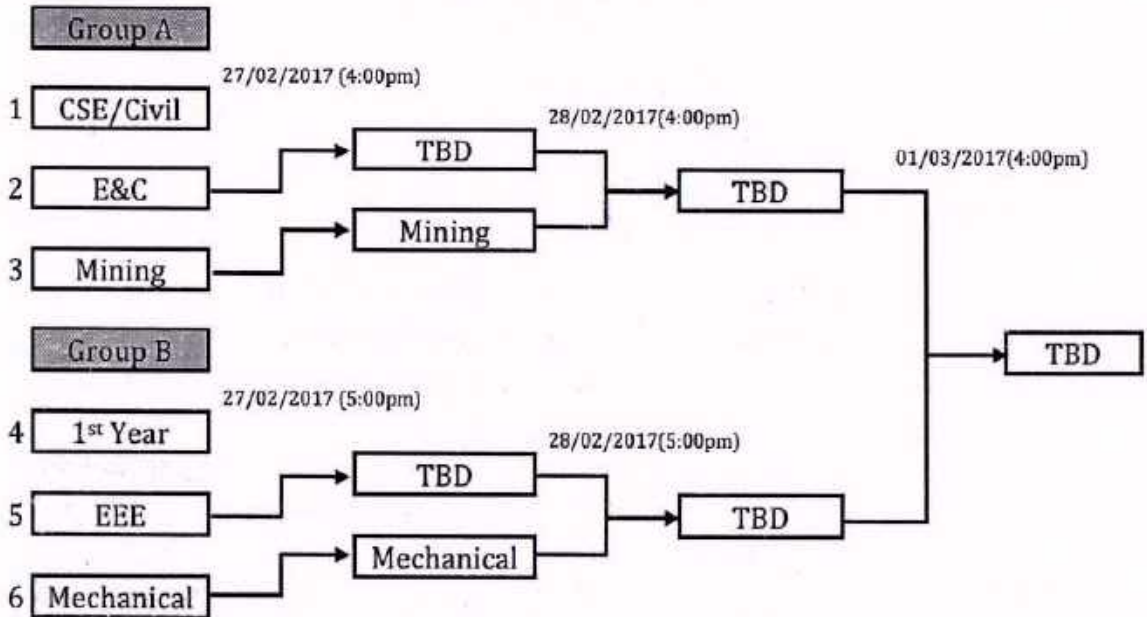 Group A
27/02/2017 (4:00pm)
1 CSE/Civil
28/02/2017(4:00pm)
TBD
01/03/2017(4:00pm)
2 E&C
TBD
Mining
3 Mining
Group B
TBD
27/02/2017 (5:00pm)
4 1st Year
28/02/2017(5:00pm)
TBD
5 EEE
TBD
Mechanical
6 Mechanical